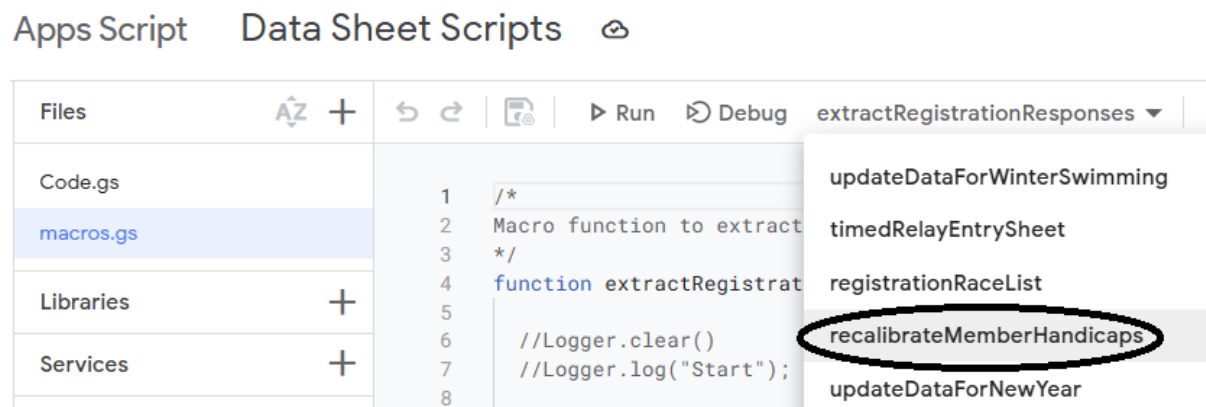 Apps Script Data Sheet Scripts
Files AZ
Run Debug extractRegistrationResponses
Code.gs
macros.gs
Libraries
Services
1 /*
2 Macro function to extract
3 */
4 function extractRegistrat
5
6 //Logger.clear()
7 //Logger.log("Start");
8
updateDataForWinterSwimming
timedRelayEntrySheet
registrationRaceList
recalibrateMemberHandicaps
updateDataForNewYear